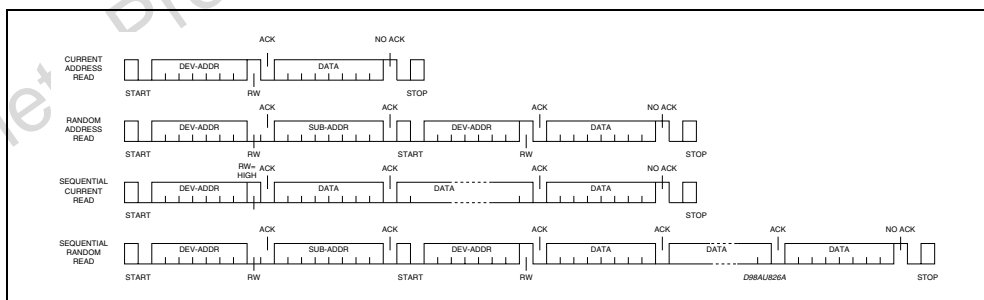 ACK NO ACK
CURRENT
ADDRESS
READ
DEV-ADDR DATA
START RW STOP
ACK ACK ACK NO ACK
RANDOM
ADDRESS
READ
DEV-ADDR SUB-ADDR DEV-ADDR DATA
START RW START RW STOP
RW=
HIGH
ACK ACK ACK NO ACK
SEQUENTIAL
CURRENT
READ
DEV-ADDR DATA DATA DATA
START STOP
ACK ACK ACK ACK ACK NO ACK
SEQUENTIAL
RANDOM
READ
DEV-ADDR SUB-ADDR DEV-ADDR DATA DATA DATA
START RW START RW D98AU826A STOP